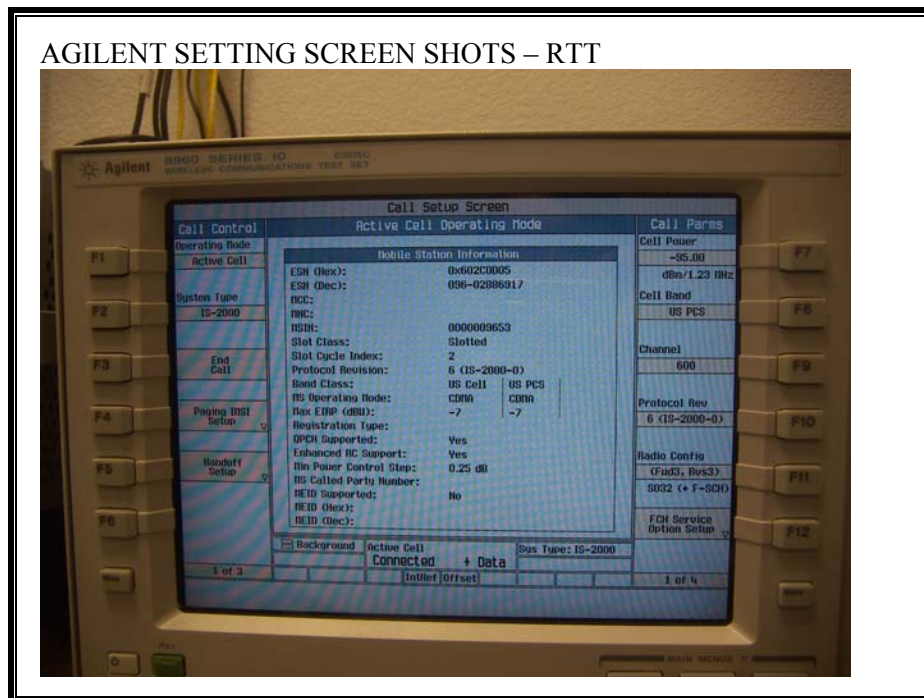 AGILENT SETTING SCREEN SHOTS – RTT
Agilent 8960 SERIES 10
WIRELESS COMMUNICATIONS TEST SET
Call Setup Screen
Call Control
Active Cell Operating Mode
Call Parms
Operating Mode
Active Cell
System Type
IS-2000
End
Call
Paging IMSI
Setup
Handoff
Setup
1 of 3
Mobile Station Information
ESN (Hex): 0x602C0005
ESN (Dec): 096-02886917
MCC:
MNC:
MSIN: 0000009653
Slot Class: Slotted
Slot Cycle Index: 2
Protocol Revision: 6 (IS-2000-0)
Band Class: US Cell US PCS
MS Operating Mode: CDMA CDMA
Max EIRP (dBW): -7 -7
Registration Type:
QPCH Supported: Yes
Enhanced RC Support: Yes
Min Power Control Step: 0.25 dB
MS Called Party Number:
MEID Supported: No
MEID (Hex):
MEID (Dec):
Background
Active Cell
Sys Type: IS-2000
Connected + Data
IntRef Offset
Cell Power
-95.00
dBm/1.23 MHz
Cell Band
US PCS
Channel
600
Protocol Rev
6 (IS-2000-0)
Radio Config
(Fwd3, Rvs3)
SO32 (+ F-SCH)
FCH Service
Option Setup
1 of 4
F1
F2
F3
F4
F5
F6
F7
F8
F9
F10
F11
F12
More
More
MAIN MENUS